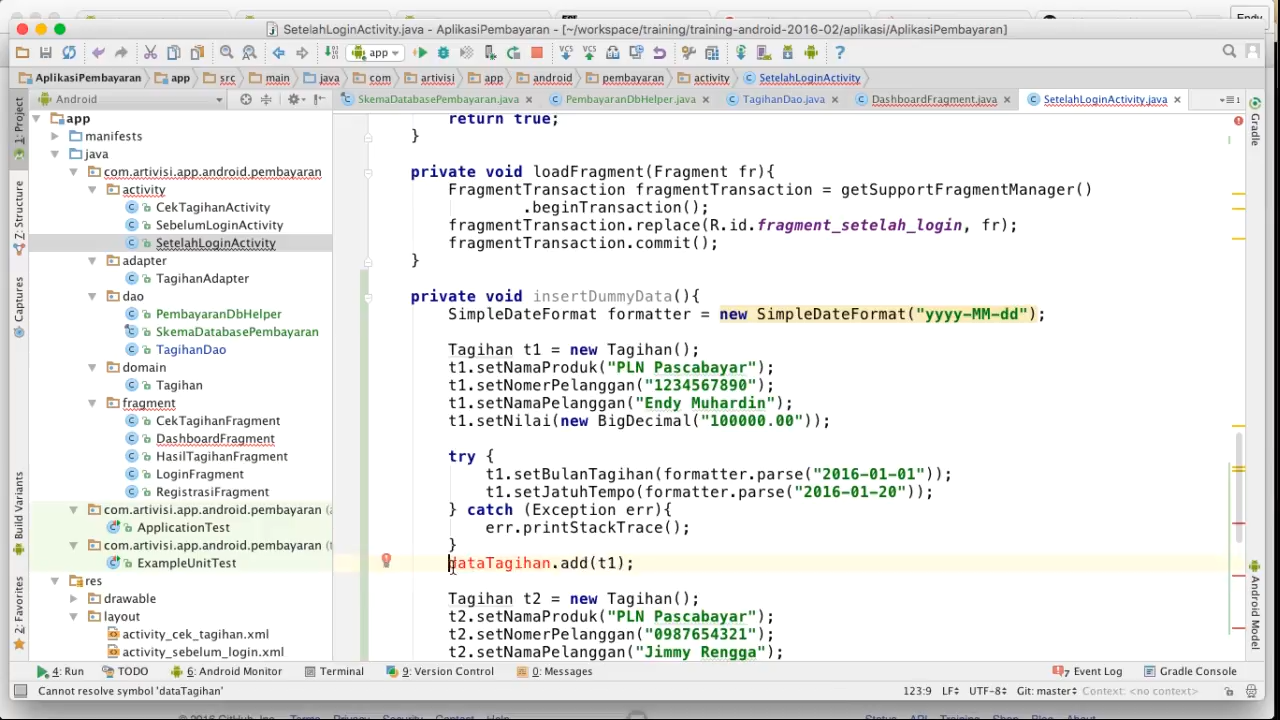 Endy
SetelahLoginActivity.java - AplikasiPembayaran - [~/workspace/training/training-android-2016-02/aplikasi/AplikasiPembayaran]
app
AplikasiPembayaran app src main java com artivisi app android pembayaran activity SetelahLoginActivity
Android
SkemaDatabasePembayaran.java PembayaranDbHelper.java TagihanDao.java DashboardFragment.java SetelahLoginActivity.java
1: Project
Z: Structure
Captures
Build Variants
2: Favorites
app
manifests
java
com.artivisi.app.android.pembayaran
activity
CekTagihanActivity
SebelumLoginActivity
SetelahLoginActivity
adapter
TagihanAdapter
dao
PembayaranDbHelper
SkemaDatabasePembayaran
TagihanDao
domain
Tagihan
fragment
CekTagihanFragment
DashboardFragment
HasilTagihanFragment
LoginFragment
RegistrasiFragment
com.artivisi.app.android.pembayaran (
ApplicationTest
com.artivisi.app.android.pembayaran (
ExampleUnitTest
res
drawable
layout
activity_cek_tagihan.xml
activity_sebelum_login.xml
return true;
}
private void loadFragment(Fragment fr){
FragmentTransaction fragmentTransaction = getSupportFragmentManager()
.beginTransaction();
fragmentTransaction.replace(R.id.fragment_setelah_login, fr);
fragmentTransaction.commit();
}
private void insertDummyData(){
SimpleDateFormat formatter = new SimpleDateFormat("yyyy-MM-dd");
Tagihan t1 = new Tagihan();
t1.setNamaProduk("PLN Pascabayar");
t1.setNomerPelanggan("1234567890");
t1.setNamaPelanggan("Endy Muhardin");
t1.setNilai(new BigDecimal("100000.00"));
try {
t1.setBulanTagihan(formatter.parse("2016-01-01"));
t1.setJatuhTempo(formatter.parse("2016-01-20"));
} catch (Exception err){
err.printStackTrace();
}
dataTagihan.add(t1);
Tagihan t2 = new Tagihan();
t2.setNamaProduk("PLN Pascabayar");
t2.setNomerPelanggan("0987654321");
t2.setNamaPelanggan("Jimmy Rengga");
Gradle
Android Model
4: Run TODO 6: Android Monitor Terminal 9: Version Control 0: Messages 7 Event Log Gradle Console
Cannot resolve symbol 'dataTagihan' 123:9 LF÷ UTF-8÷ Git: master÷ Context: <no context>